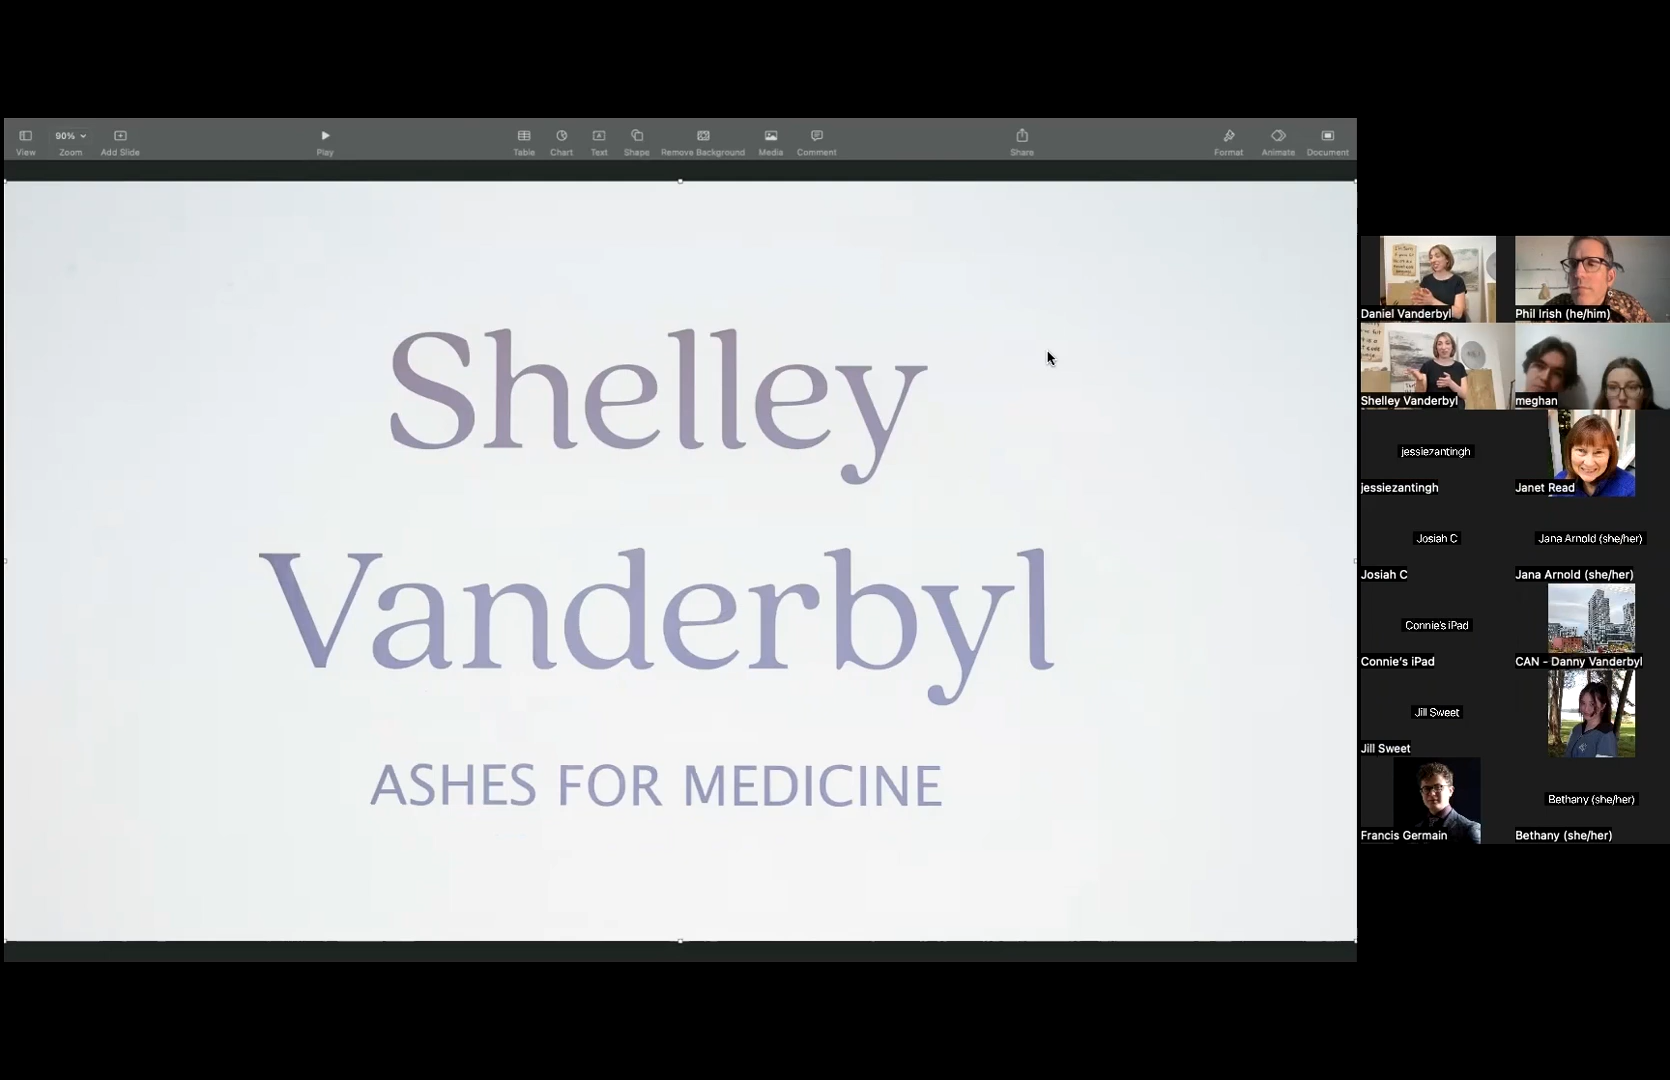 90%
View
Zoom
Add Slide
Play
Table
Chart
Text
Shape
Remove Background
Media
Comment
Share
Format
Animate
Document
Shelley
Vanderbyl
ASHES FOR MEDICINE
Daniel Vanderbyl
Phil Irish (he/him)
Shelley Vanderbyl
meghan
jessiezantingh
jessiezantingh
Janet Read
Josiah C
Jana Arnold (she/her)
Josiah C
Jana Arnold (she/her)
Connie's iPad
Connie's iPad
CAN - Danny Vanderbyl
Jill Sweet
Jill Sweet
Bethany (she/her)
Francis Germain
Bethany (she/her)